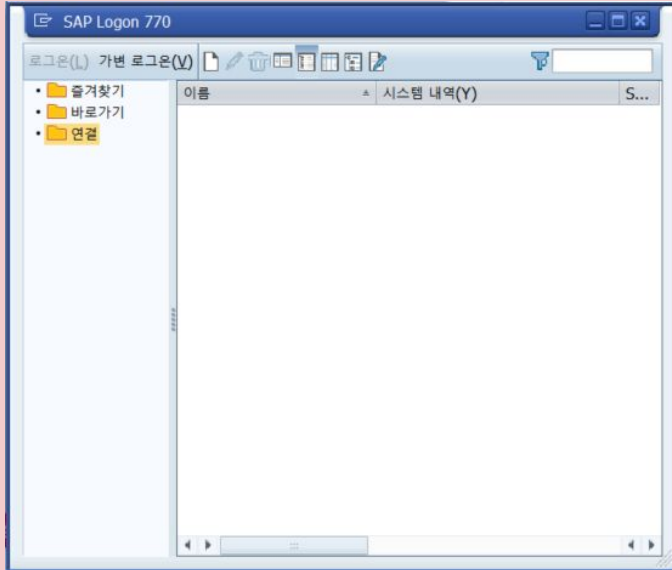 SAP Logon 770
로그온(L) 가변 로그온(V)
즐겨찾기
바로가기
연결
이름 시스템 내역(Y) S...